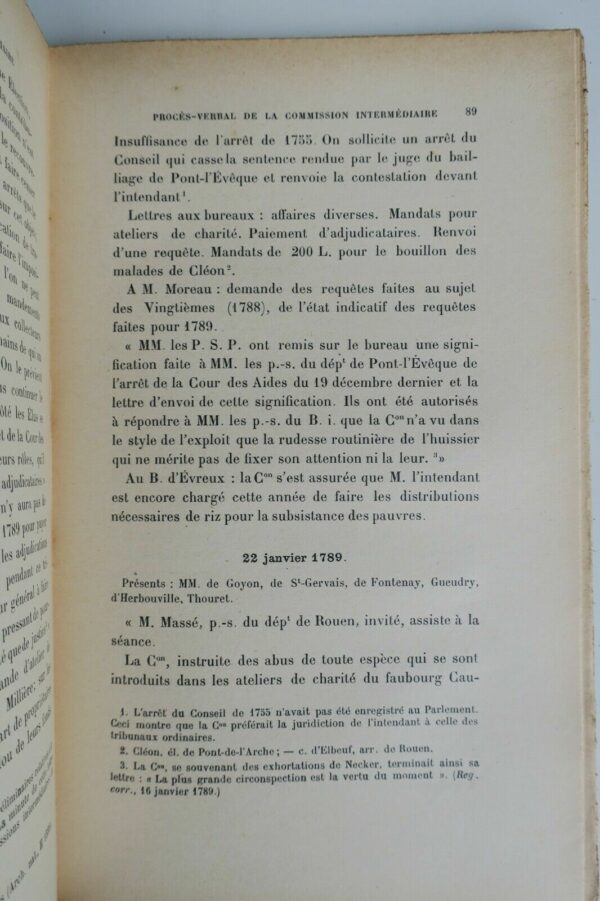 PROCÈS-VERBAL DE LA COMMISSION INTERMÉDIAIRE 89
Insuffisance de l'arrêt de 1755. On sollicite un arrêt du
Conseil qui cassela sentence rendue par le juge du bail-
liage de Pont-l'Évêque et renvoie la contestation devant
l'intendant¹.
Lettres aux bureaux : affaires diverses. Mandats pour
ateliers de charité. Paiement d'adjudicataires. Renvoi
d'une requête. Mandats de 200 L. pour le bouillon des
malades de Cléon².
A M. Moreau : demande des requêtes faites au sujet
des Vingtièmes (1788), de l'état indicatif des requêtes
faites pour 1789.
« MM. les P. S. P. ont remis sur le bureau une signi-
fication faite à MM. les p.-s. du dépᵗ de Pont-l'Évêque de
l'arrêt de la Cour des Aides du 19 décembre dernier et la
lettre d'envoi de cette signification. Ils ont été autorisés
à répondre à MM. les p.-s. du B. i. que la Cᵒⁿ n'a vu dans
le style de l'exploit que la rudesse routinière de l'huissier
qui ne mérite pas de fixer son attention ni la leur. ³»
Au B. d'Évreux : la Cᵒⁿ s'est assurée que M. l'intendant
est encore chargé cette année de faire les distributions
nécessaires de riz pour la subsistance des pauvres.
22 janvier 1789.
Présents : MM. de Goyon, de Sᵗ-Gervais, de Fontenay, Gueudry,
d'Herbouville, Thouret.
« M. Massé, p.-s. du dépᵗ de Rouen, invité, assiste à la
séance.
La Cᵒⁿ, instruite des abus de toute espèce qui se sont
introduits dans les ateliers de charité du faubourg Cau-
1. L'arrêt du Conseil de 1755 n'avait pas été enregistré au Parlement.
Ceci montre que la Cᵒⁿ préférait la juridiction de l'intendant à celle des
tribunaux ordinaires.
2. Cléon, él. de Pont-de-l'Arche ; — c. d'Elbeuf, arr. de Rouen.
3. La Cᵒⁿ, se souvenant des exhortations de Necker, terminait ainsi sa
lettre : « La plus grande circonspection est la vertu du moment ». (Reg.
corr., 16 janvier 1789.)